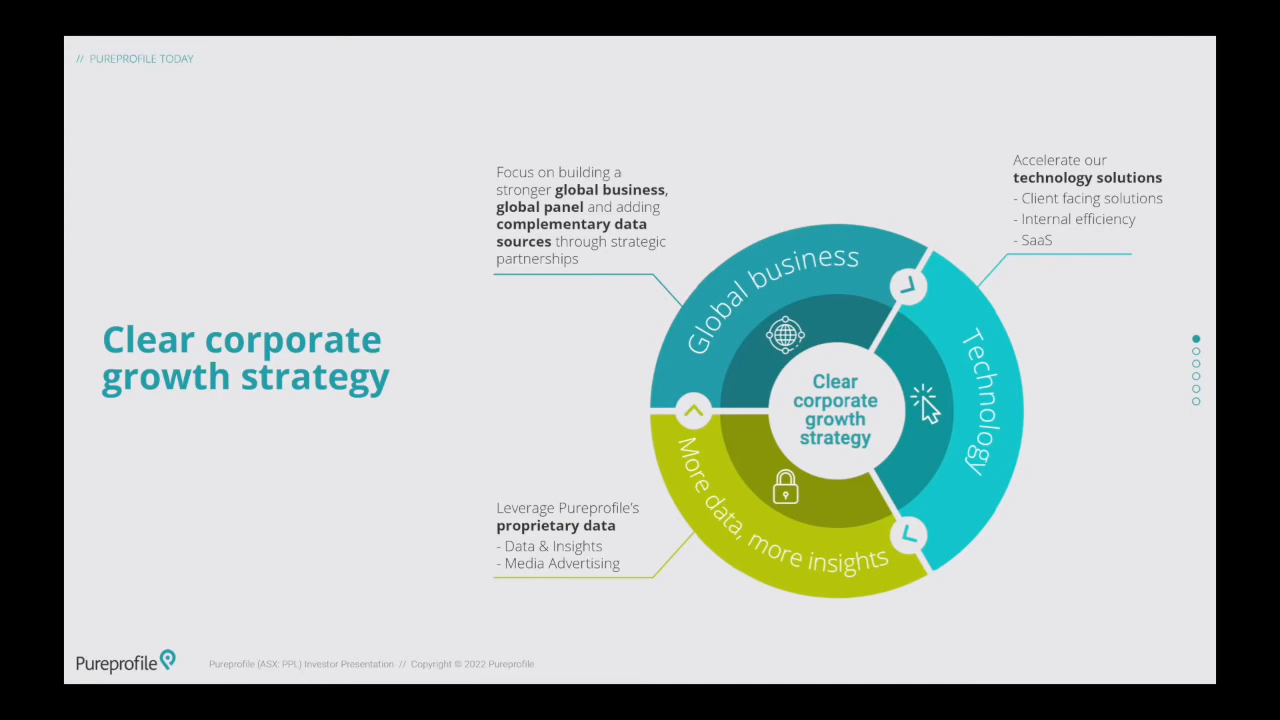 // PUREPROFILE TODAY
Clear corporate
growth strategy
Focus on building a
stronger global business,
global panel and adding
complementary data
sources through strategic
partnerships
Accelerate our
technology solutions
- Client facing solutions
- Internal efficiency
- SaaS
Global business
Technology
More data, more insights
Clear
corporate
growth
strategy
Leverage Pureprofile’s
proprietary data
- Data & Insights
- Media Advertising
Pureprofile
Pureprofile (ASX: PPL) Investor Presentation // Copyright © 2022 Pureprofile